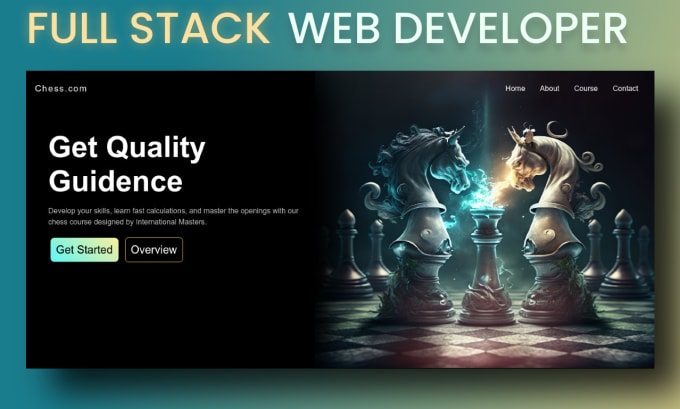 FULL STACK WEB DEVELOPER
Chess.com
Home About Course Contact
Get Quality
Guidence
Develop your skills, learn fast calculations, and master the openings with our
chess course designed by International Masters.
Get Started Overview